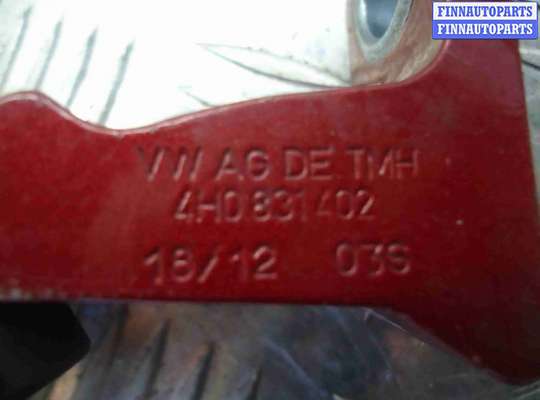 FINNAUTOPARTS
FINNAUTOPARTS
VW AG DE TMH
4H0 831 402
18/12 03S